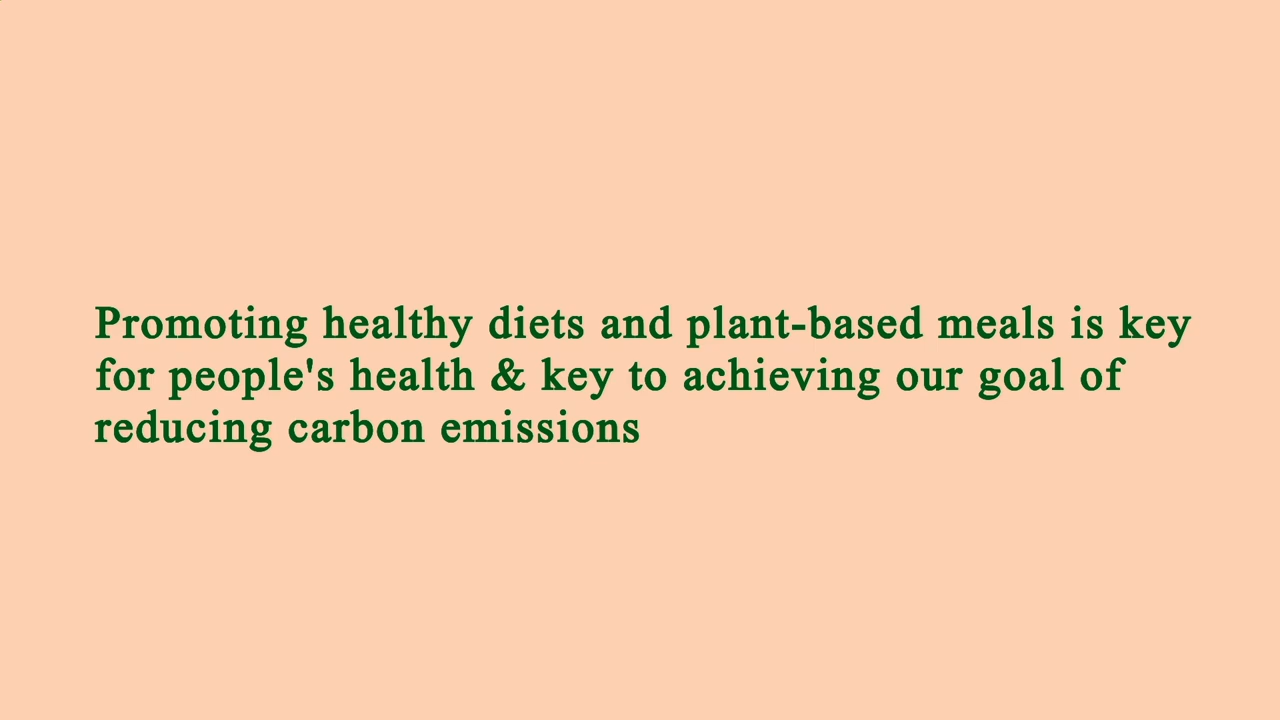 Promoting healthy diets and plant-based meals is key
for people's health & key to achieving our goal of
reducing carbon emissions